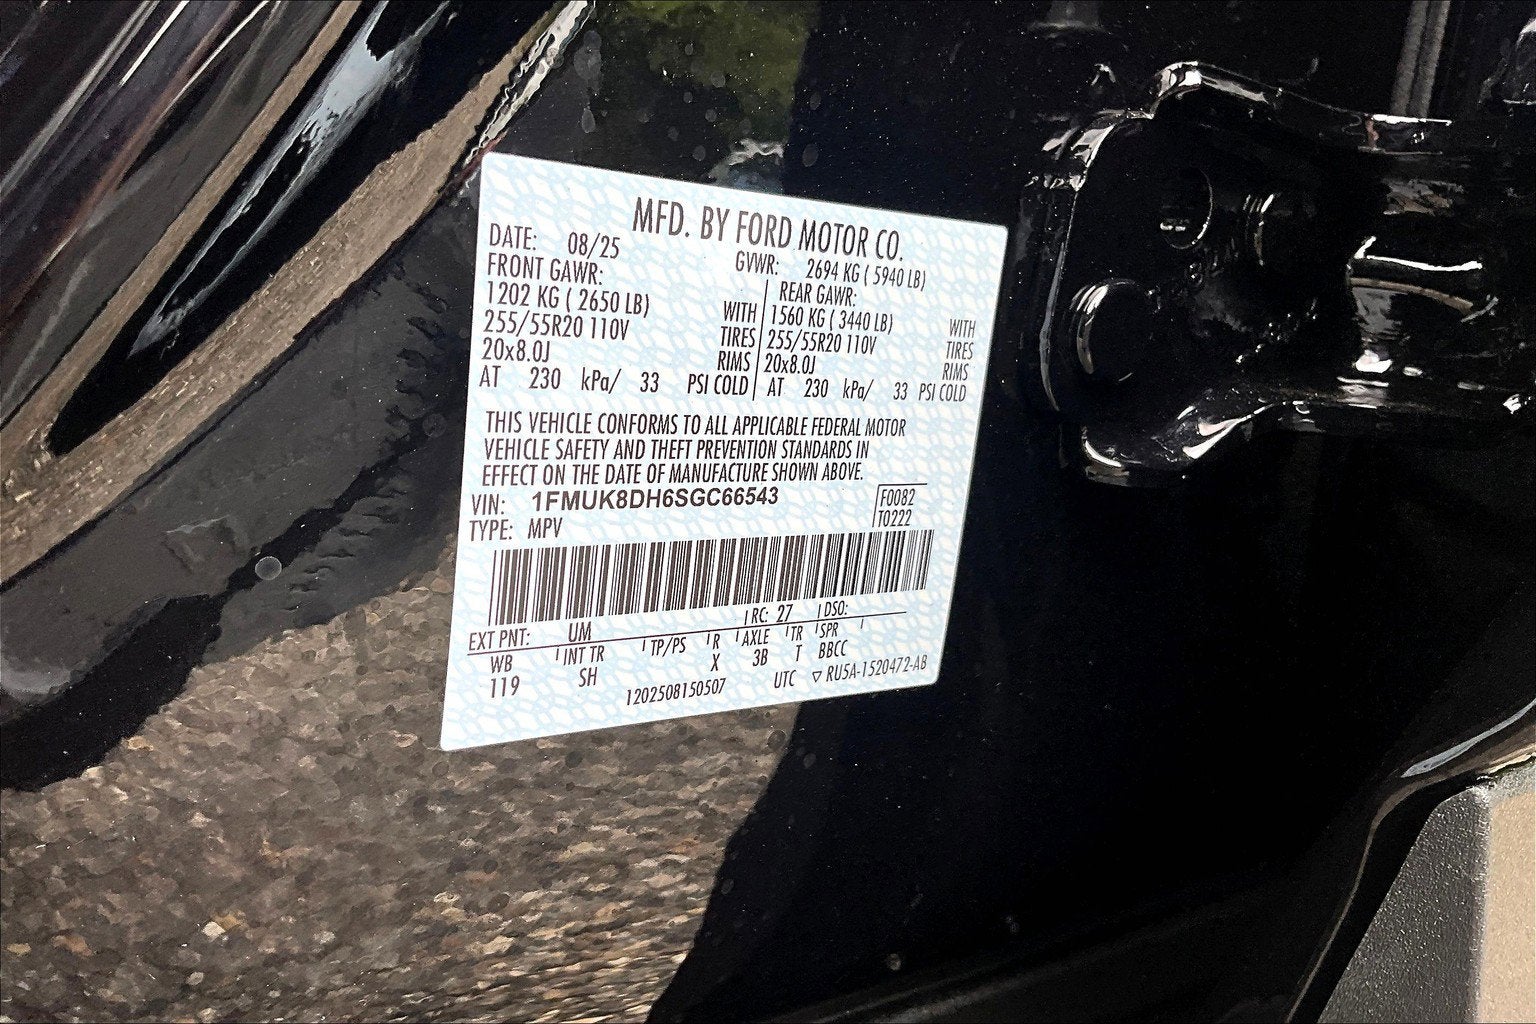 MFD. BY FORD MOTOR CO.
DATE: 08/25 GVWR: 2694 KG ( 5940 LB)
FRONT GAWR: REAR GAWR:
1202 KG ( 2650 LB) WITH 1560 KG ( 3440 LB) WITH
255/55R20 110V TIRES 255/55R20 110V TIRES
20x8.0J RIMS 20x8.0J RIMS
AT 230 kPa/ 33 PSI COLD AT 230 kPa/ 33 PSI COLD
THIS VEHICLE CONFORMS TO ALL APPLICABLE FEDERAL MOTOR
VEHICLE SAFETY AND THEFT PREVENTION STANDARDS IN
EFFECT ON THE DATE OF MANUFACTURE SHOWN ABOVE.
VIN: 1FMUK8DH6SGC66543 F0082
TYPE: MPV T0222
EXT PNT: UM RC: 27 DSO:
WB INT TR TP/PS R AXLE TR SPR
119 SH X 3B T BBCC
1202508150507 UTC ▽ RU5A-1520472-AB